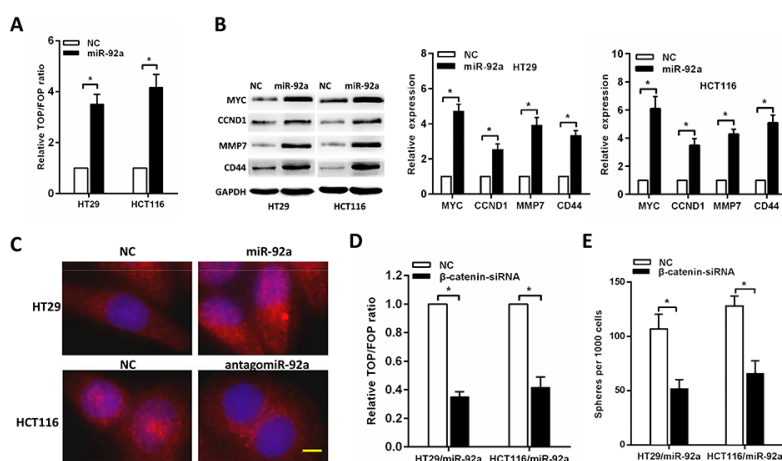 A
NC
miR-92a
Relative TOP/FOP ratio
6
4
2
0
*
*
HT29
HCT116
B
NC miR-92a NC miR-92a
MYC
CCND1
MMP7
CD44
GAPDH
HT29 HCT116
NC
miR-92a HT29
Relative expression
8
6
4
2
0
*
*
*
*
MYC CCND1 MMP7 CD44
NC
miR-92a
HCT116
Relative expression
10
8
6
4
2
0
*
*
*
*
MYC CCND1 MMP7 CD44
C
NC miR-92a
HT29
NC antagomiR-92a
HCT116
D
NC
β-catenin-siRNA
Relative TOP/FOP ratio
1.2
1.0
0.8
0.6
0.4
0.2
0.0
*
*
HT29/miR-92a HCT116/miR-92a
E
NC
β-catenin-siRNA
Spheres per 1000 cells
150
100
50
0
*
*
HT29/miR-92a HCT116/miR-92a